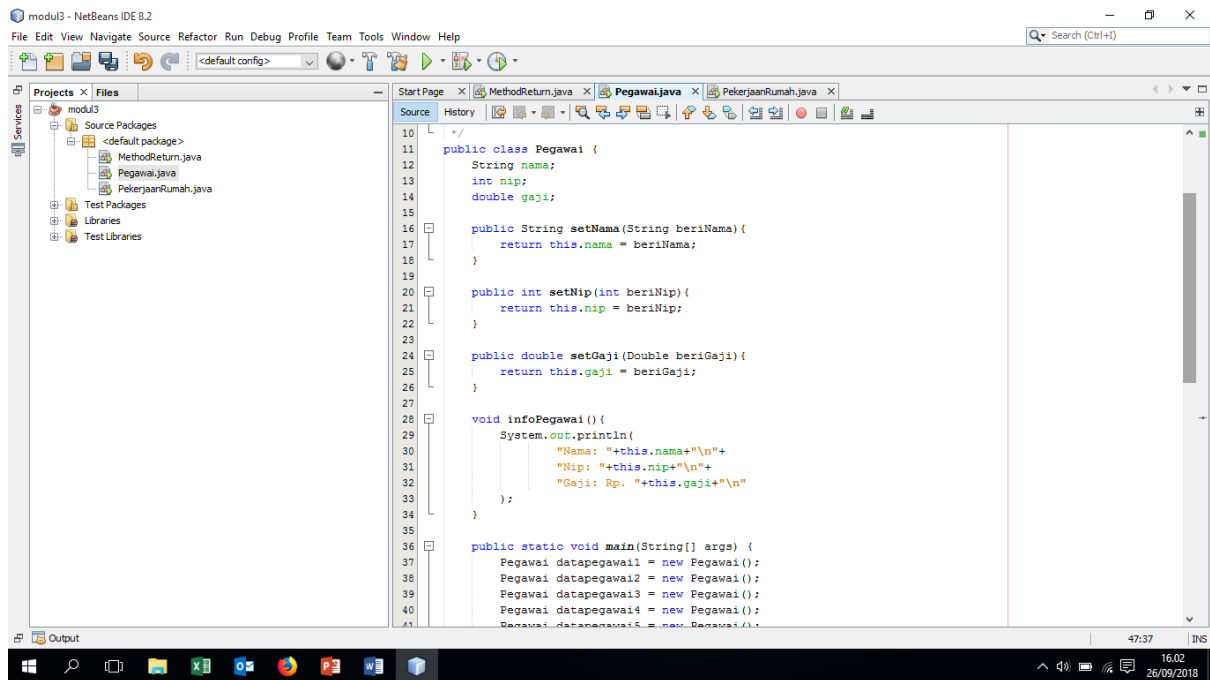 modul3 - NetBeans IDE 8.2
File Edit View Navigate Source Refactor Run Debug Profile Team Tools Window Help
Search (Ctrl+I)
<default config>
Projects Files
Services
modul3
Source Packages
<default package>
MethodReturn.java
Pegawai.java
PekerjaanRumah.java
Test Packages
Libraries
Test Libraries
Start Page MethodReturn.java Pegawai.java PekerjaanRumah.java
Source History
10 */
11 public class Pegawai {
12 String nama;
13 int nip;
14 double gaji;
15
16 public String setNama(String beriNama){
17 return this.nama = beriNama;
18 }
19
20 public int setNip(int beriNip){
21 return this.nip = beriNip;
22 }
23
24 public double setGaji(Double beriGaji){
25 return this.gaji = beriGaji;
26 }
27
28 void infoPegawai(){
29 System.out.println(
30 "Nama: "+this.nama+"\n"+
31 "Nip: "+this.nip+"\n"+
32 "Gaji: Rp. "+this.gaji+"\n"
33 );
34 }
35
36 public static void main(String[] args) {
37 Pegawai datapegawai1 = new Pegawai();
38 Pegawai datapegawai2 = new Pegawai();
39 Pegawai datapegawai3 = new Pegawai();
40 Pegawai datapegawai4 = new Pegawai();
41 Pegawai datapegawai5 = new Pegawai();
Output
47:37 INS
16.02
26/09/2018